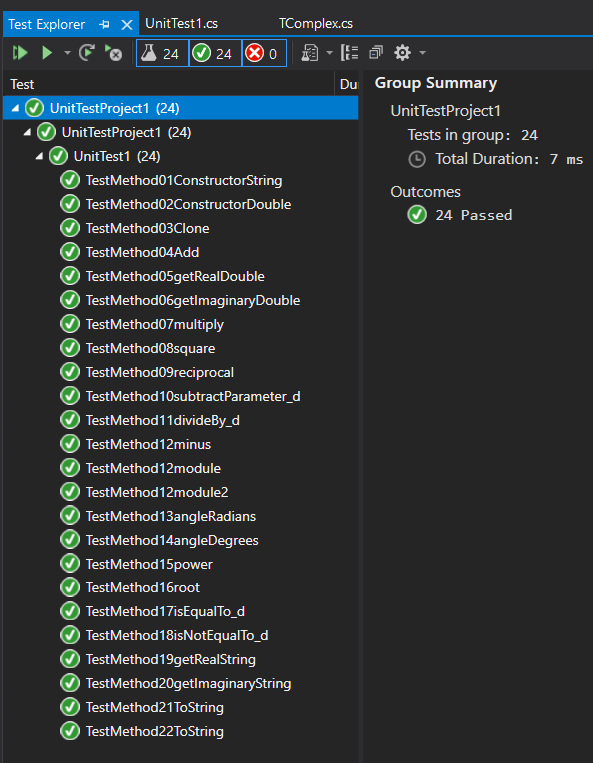 Test Explorer UnitTest1.cs TComplex.cs
24 24 0
Test Du
UnitTestProject1 (24)
UnitTestProject1 (24)
UnitTest1 (24)
TestMethod01ConstructorString
TestMethod02ConstructorDouble
TestMethod03Clone
TestMethod04Add
TestMethod05getRealDouble
TestMethod06getImaginaryDouble
TestMethod07multiply
TestMethod08square
TestMethod09reciprocal
TestMethod10subtractParameter_d
TestMethod11divideBy_d
TestMethod12minus
TestMethod12module
TestMethod12module2
TestMethod13angleRadians
TestMethod14angleDegrees
TestMethod15power
TestMethod16root
TestMethod17isEqualTo_d
TestMethod18isNotEqualTo_d
TestMethod19getRealString
TestMethod20getImaginaryString
TestMethod21ToString
TestMethod22ToString
Group Summary
UnitTestProject1
Tests in group: 24
Total Duration: 7 ms
Outcomes
24 Passed